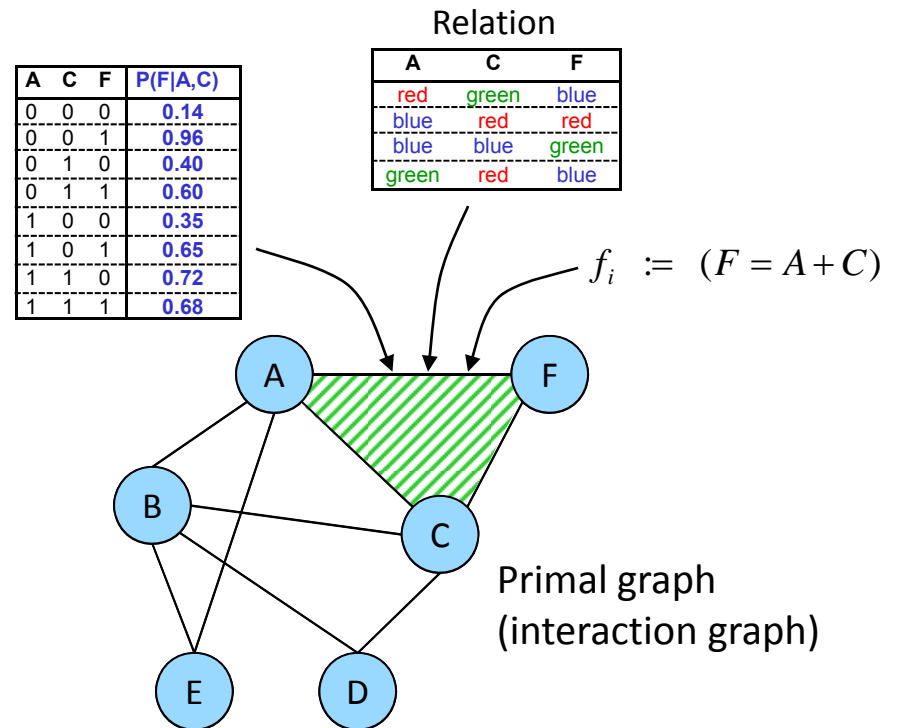 Relation
A C F
red green blue
blue red red
blue blue green
green red blue
A C F P(F|A,C)
0 0 0 0.14
0 0 1 0.96
0 1 0 0.40
0 1 1 0.60
1 0 0 0.35
1 0 1 0.65
1 1 0 0.72
1 1 1 0.68
f_i := (F = A + C)
A
F
B
C
Primal graph
(interaction graph)
E
D